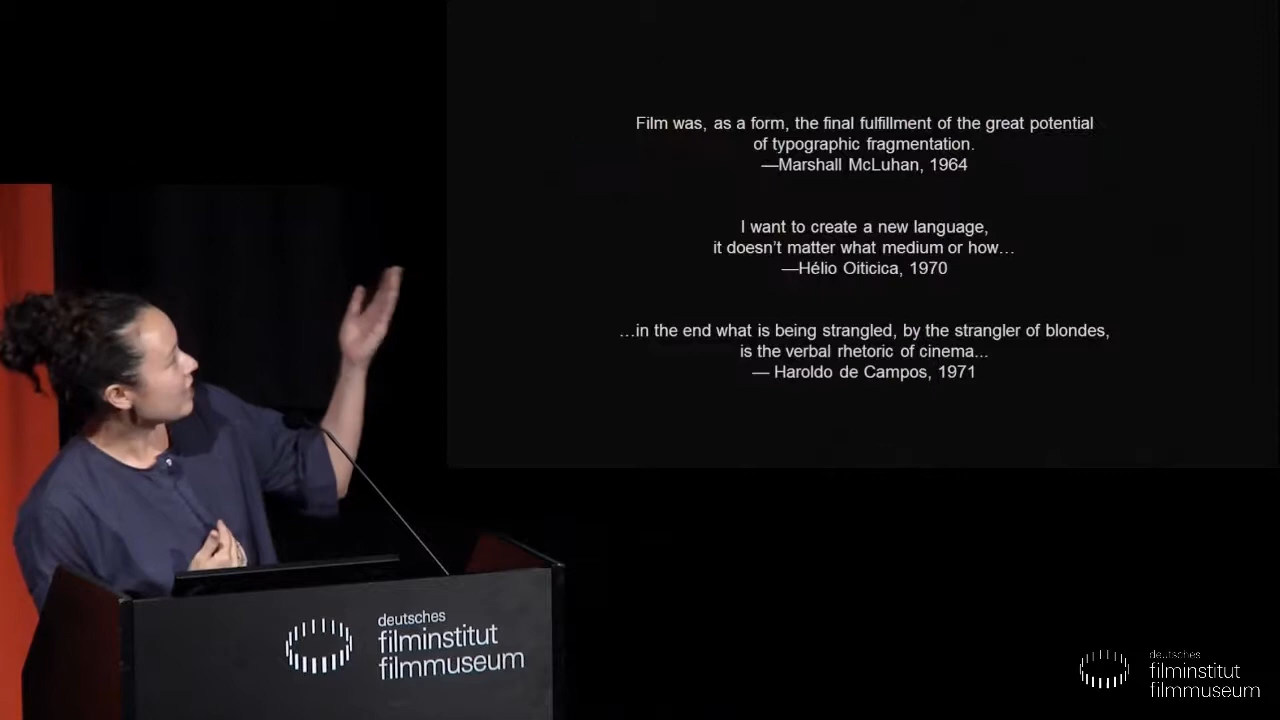 Film was, as a form, the final fulfillment of the great potential
of typographic fragmentation.
—Marshall McLuhan, 1964
I want to create a new language,
it doesn’t matter what medium or how…
—Hélio Oiticica, 1970
…in the end what is being strangled, by the strangler of blondes,
is the verbal rhetoric of cinema...
— Haroldo de Campos, 1971
deutsches
filminstitut
filmmuseum
deutsches
filminstitut
filmmuseum